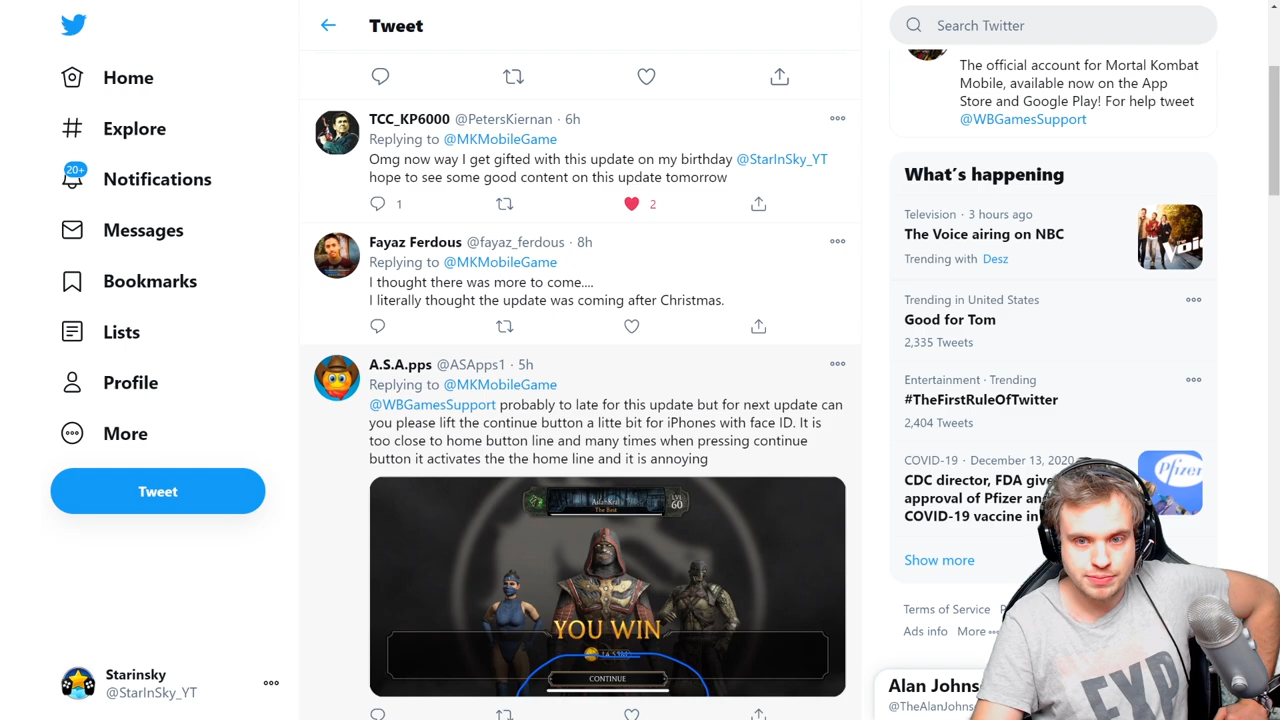 Tweet
Search Twitter
Home
Explore
20+
Notifications
Messages
Bookmarks
Lists
Profile
More
Tweet
Starinsky
@StarInSky_YT
TCC_KP6000 @PetersKiernan · 6h
Replying to @MKMobileGame
Omg now way I get gifted with this update on my birthday @StarInSky_YT
hope to see some good content on this update tomorrow
1
2
Fayaz Ferdous @fayaz_ferdous · 8h
Replying to @MKMobileGame
I thought there was more to come....
I literally thought the update was coming after Christmas.
A.S.A.pps @ASApps1 · 5h
Replying to @MKMobileGame
@WBGamesSupport probably to late for this update but for next update can
you please lift the continue button a litte bit for iPhones with face ID. It is
too close to home button line and many times when pressing continue
button it activates the the home line and it is annoying
The Best
LVL
60
YOU WIN
CONTINUE
The official account for Mortal Kombat
Mobile, available now on the App
Store and Google Play! For help tweet
@WBGamesSupport
What's happening
Television · 3 hours ago
The Voice airing on NBC
Trending with Desz
Trending in United States
Good for Tom
2,335 Tweets
Entertainment · Trending
#TheFirstRuleOfTwitter
2,404 Tweets
COVID-19 · December 13, 2020
CDC director, FDA give
approval of Pfizer an
COVID-19 vaccine in
Pfizer
Show more
Terms of Service
Ads info More
Alan Johns
@TheAlanJohns
EXP